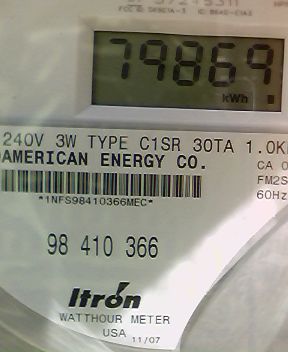 79869
kWh
240V 3W TYPE C1SR 30TA 1.0K
OAMERICAN ENERGY CO.
CA 0
*1NFS98410366MEC*
FM2S
60Hz
98 410 366
Itron
WATTHOUR METER
USA 11/07